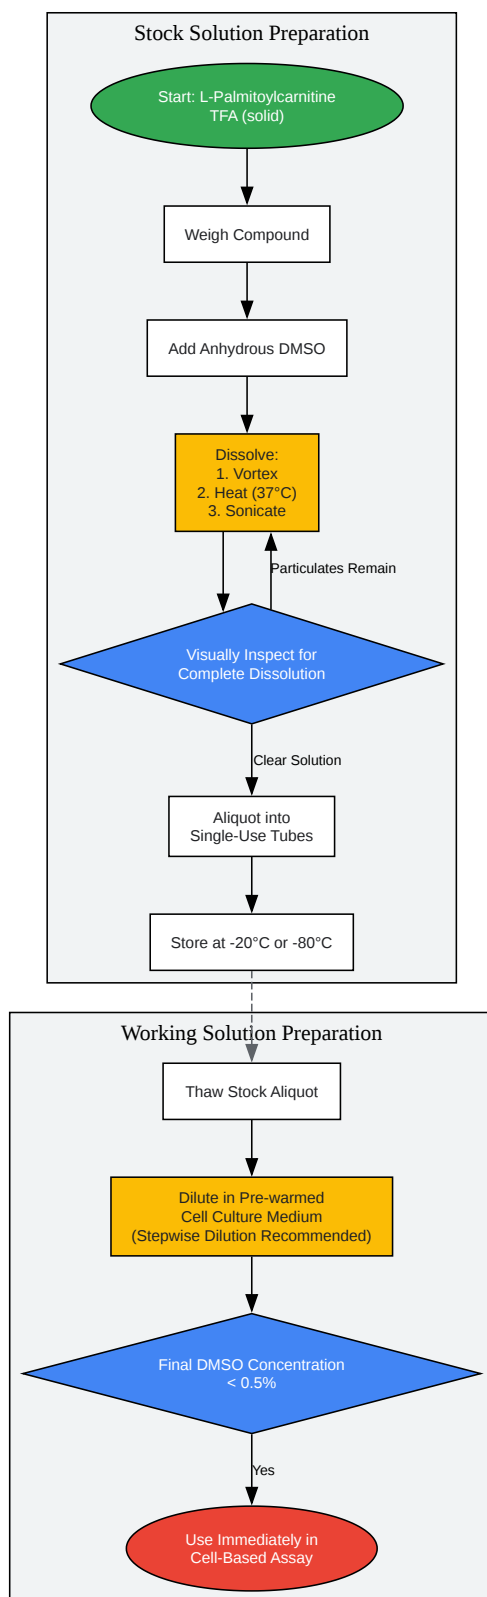 Stock Solution Preparation
Start: L-Palmitoylcarnitine
TFA (solid)
Weigh Compound
Add Anhydrous DMSO
Dissolve:
1. Vortex
2. Heat (37°C)
3. Sonicate
Particulates Remain
Visually Inspect for
Complete Dissolution
Clear Solution
Aliquot into
Single-Use Tubes
Store at -20°C or -80°C
Working Solution Preparation
Thaw Stock Aliquot
Dilute in Pre-warmed
Cell Culture Medium
(Stepwise Dilution Recommended)
Final DMSO Concentration
< 0.5%
Yes
Use Immediately in
Cell-Based Assay